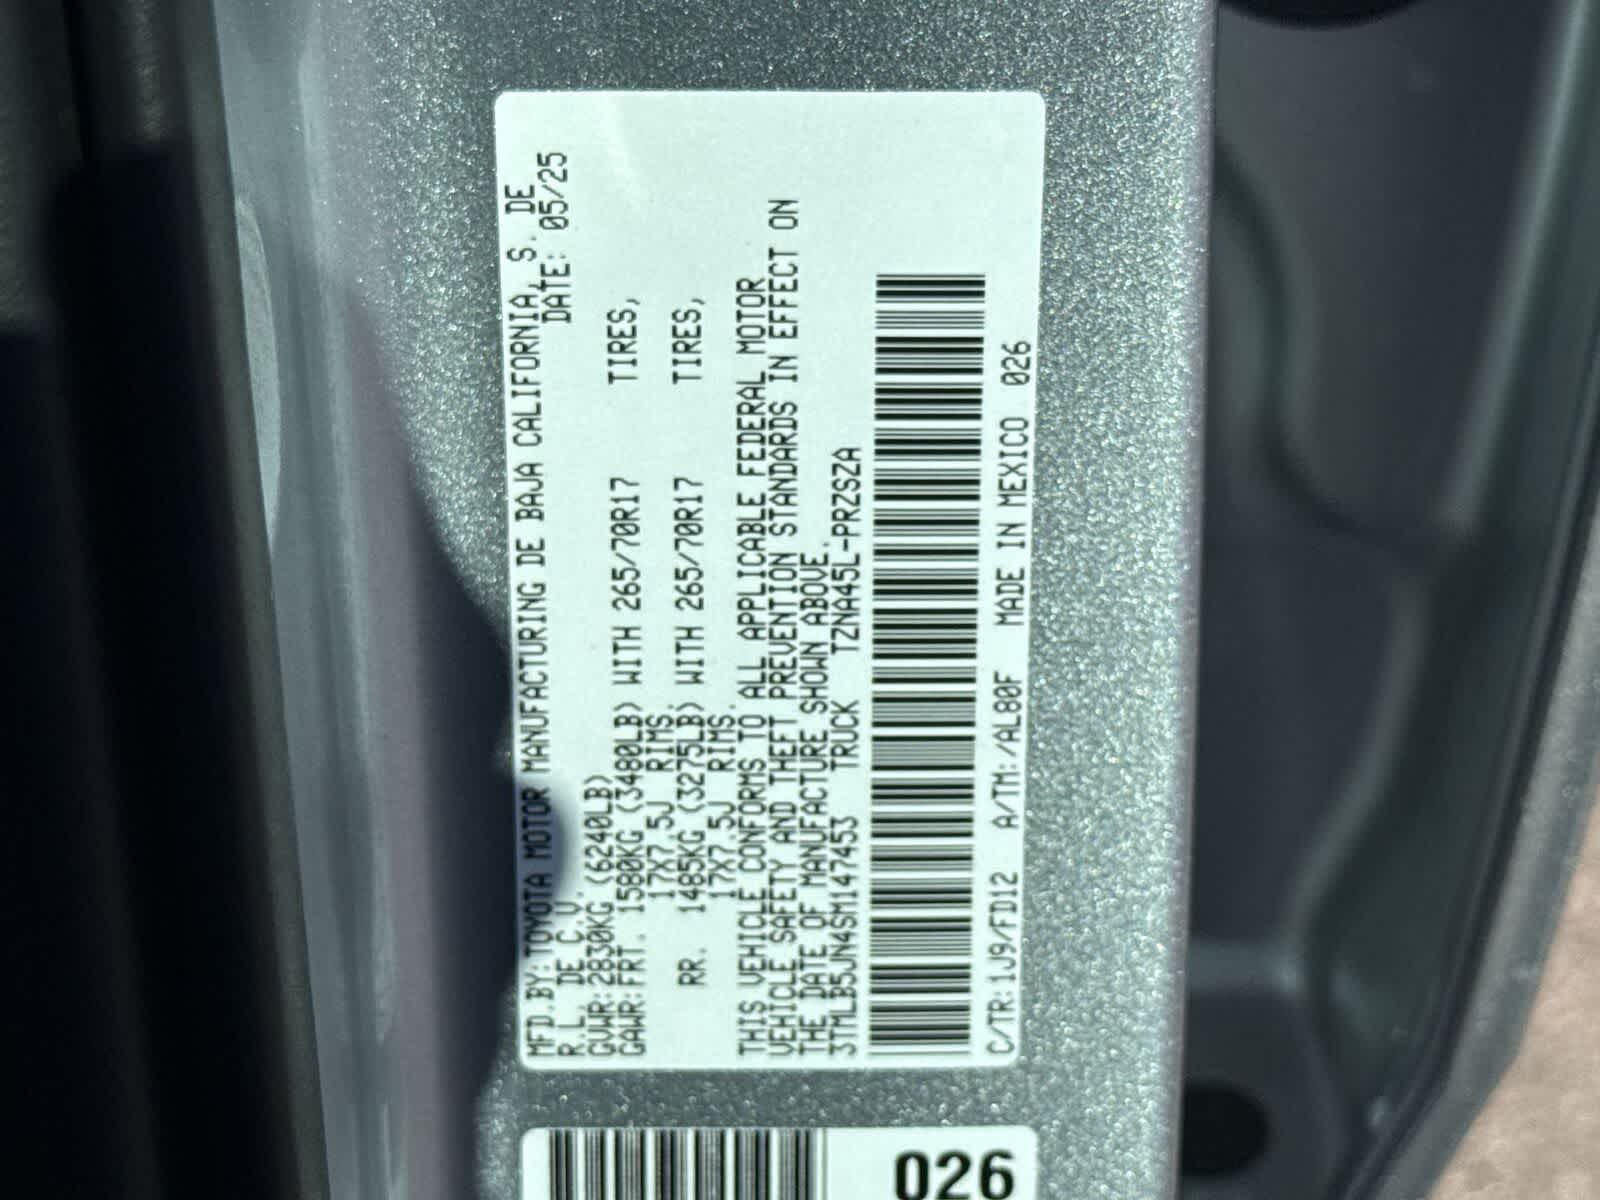 MFD.BY:TOYOTA MOTOR MANUFACTURING DE BAJA CALIFORNIA, S. DE
R.L. DE C.V. DATE: 05/25
GVWR:2830KG (6240LB)
GAWR:FRT. 1580KG (3480LB) WITH 265/70R17 TIRES,
17X7.5J RIMS.
RR. 1485KG (3275LB) WITH 265/70R17 TIRES,
17X7.5J RIMS.
THIS VEHICLE CONFORMS TO ALL APPLICABLE FEDERAL MOTOR
VEHICLE SAFETY AND THEFT PREVENTION STANDARDS IN EFFECT ON
THE DATE OF MANUFACTURE SHOWN ABOVE.
3TMLB5JN4SM147453 TRUCK TZNA45L-PRZSZA
C/TR:1J9/FD12 A/TM:/AL80F MADE IN MEXICO 026
026